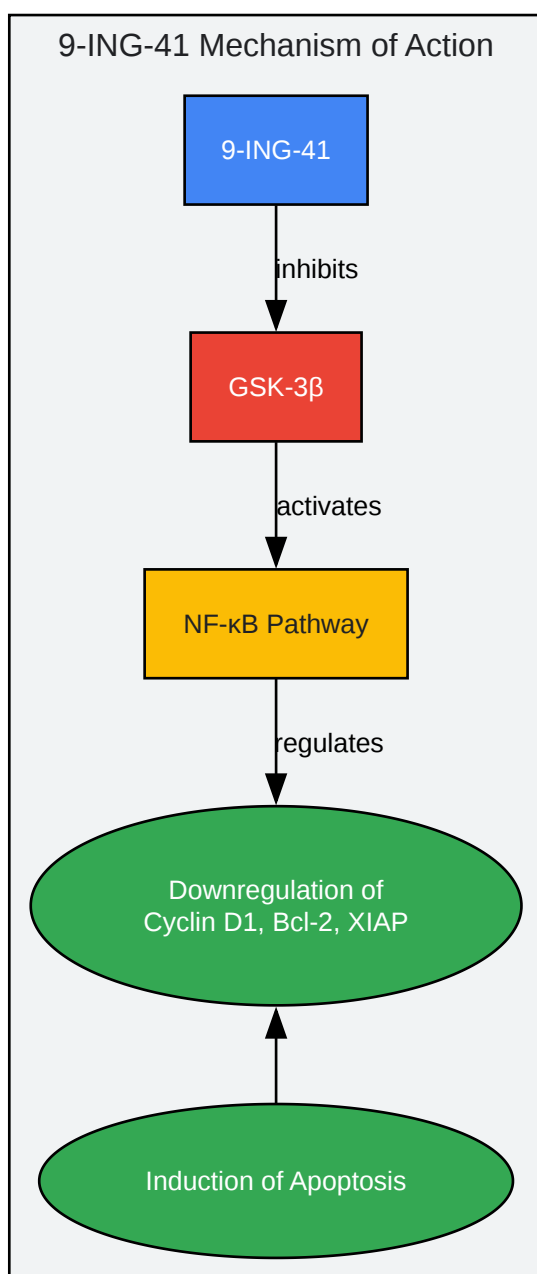 9-ING-41 Mechanism of Action
9-ING-41
inhibits
GSK-3β
activates
NF-κB Pathway
regulates
Downregulation of
Cyclin D1, Bcl-2, XIAP
Induction of Apoptosis